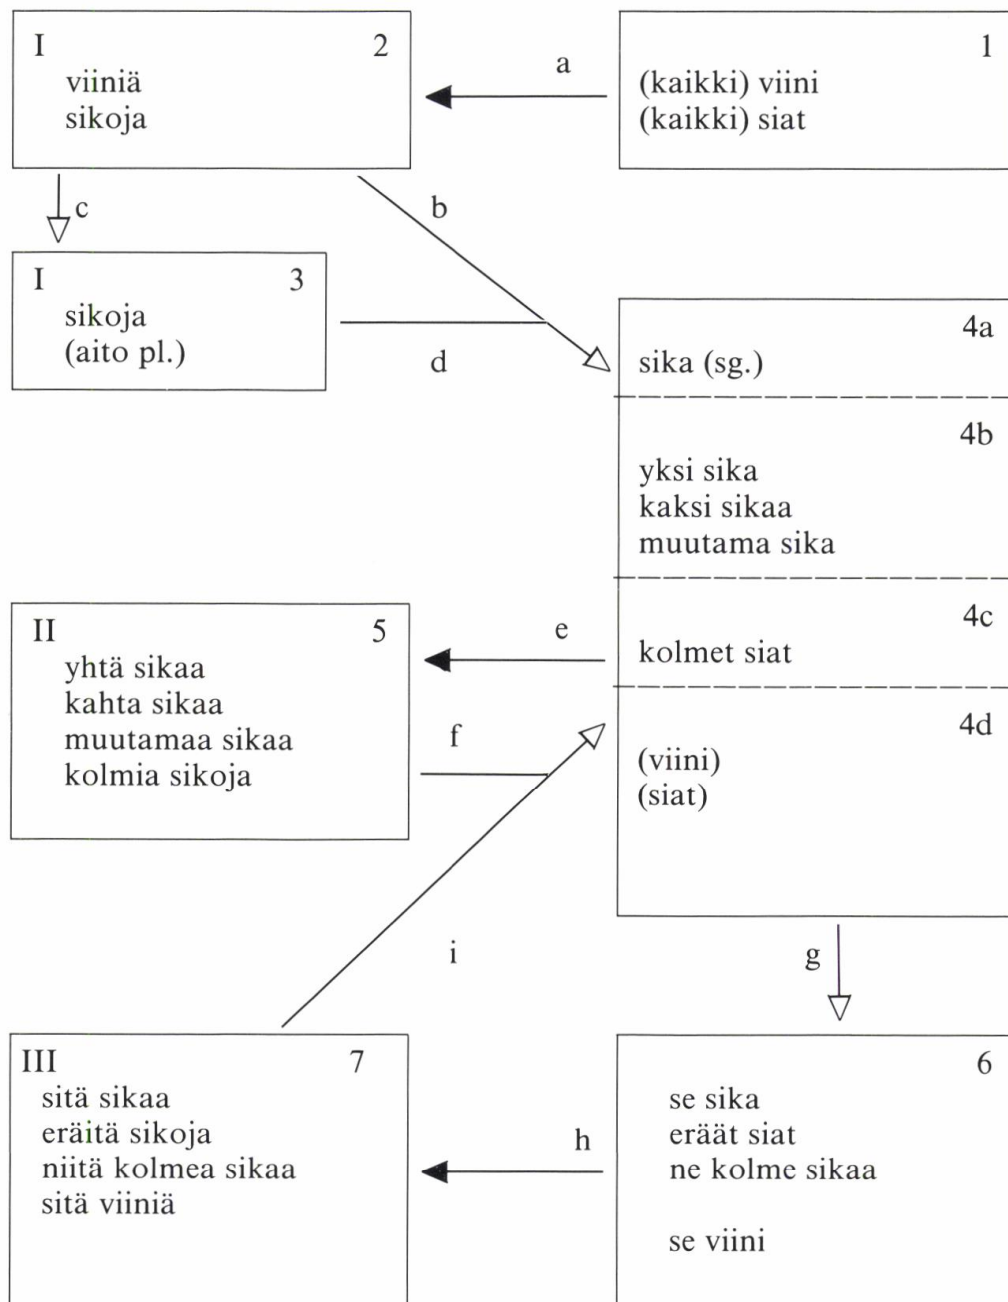 I 2
viiniä
sikoja
a
1
(kaikki) viini
(kaikki) siat
c
b
I 3
sikoja
(aito pl.)
d
4a
sika (sg.)
4b
yksi sika
kaksi sikaa
muutama sika
4c
kolmet siat
4d
(viini)
(siat)
II 5
yhtä sikaa
kahta sikaa
muutamaa sikaa
kolmia sikoja
e
f
i
g
III 7
sitä sikaa
eräitä sikoja
niitä kolmea sikaa
sitä viiniä
h
6
se sika
eräät siat
ne kolme sikaa
se viini